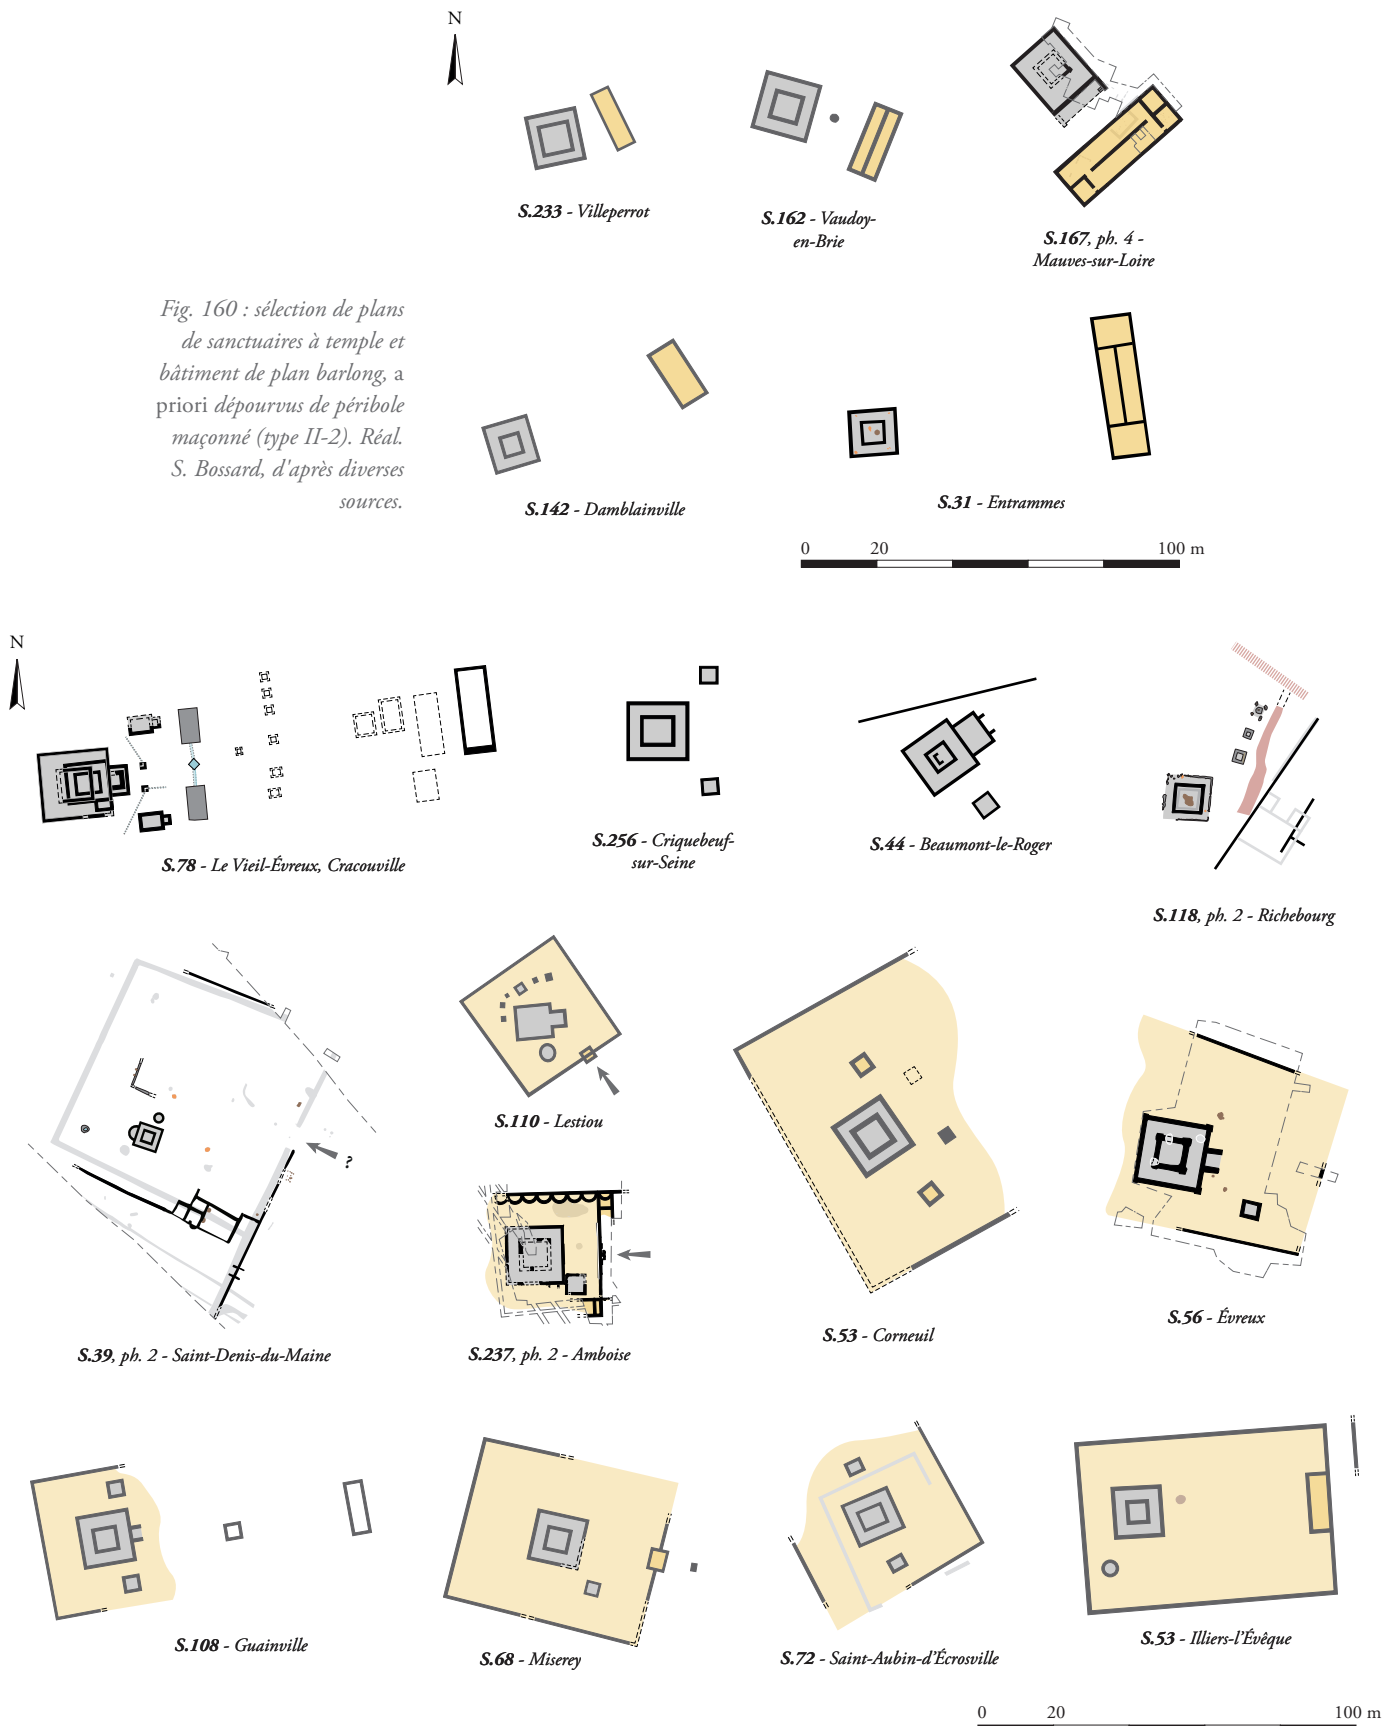 N
S.233 - Villeperrot
S.162 - Vaudoy-
en-Brie
S.167, ph. 4 -
Mauves-sur-Loire
Fig. 160 : sélection de plans
de sanctuaires à temple et
bâtiment de plan barlong, a
priori dépourvus de péribole
maçonné (type II-2). Réal.
S. Bossard, d'après diverses
sources.
S.142 - Damblainville
S.31 - Entrammes
0 20 100 m
N
S.78 - Le Vieil-Évreux, Cracouville
S.256 - Criquebeuf-
sur-Seine
S.44 - Beaumont-le-Roger
S.118, ph. 2 - Richebourg
?
S.39, ph. 2 - Saint-Denis-du-Maine
S.110 - Lestiou
S.237, ph. 2 - Amboise
S.53 - Corneuil
S.56 - Évreux
S.108 - Guainville
S.68 - Miserey
S.72 - Saint-Aubin-d'Écrosville
S.53 - Illiers-l'Évêque
0 20 100 m